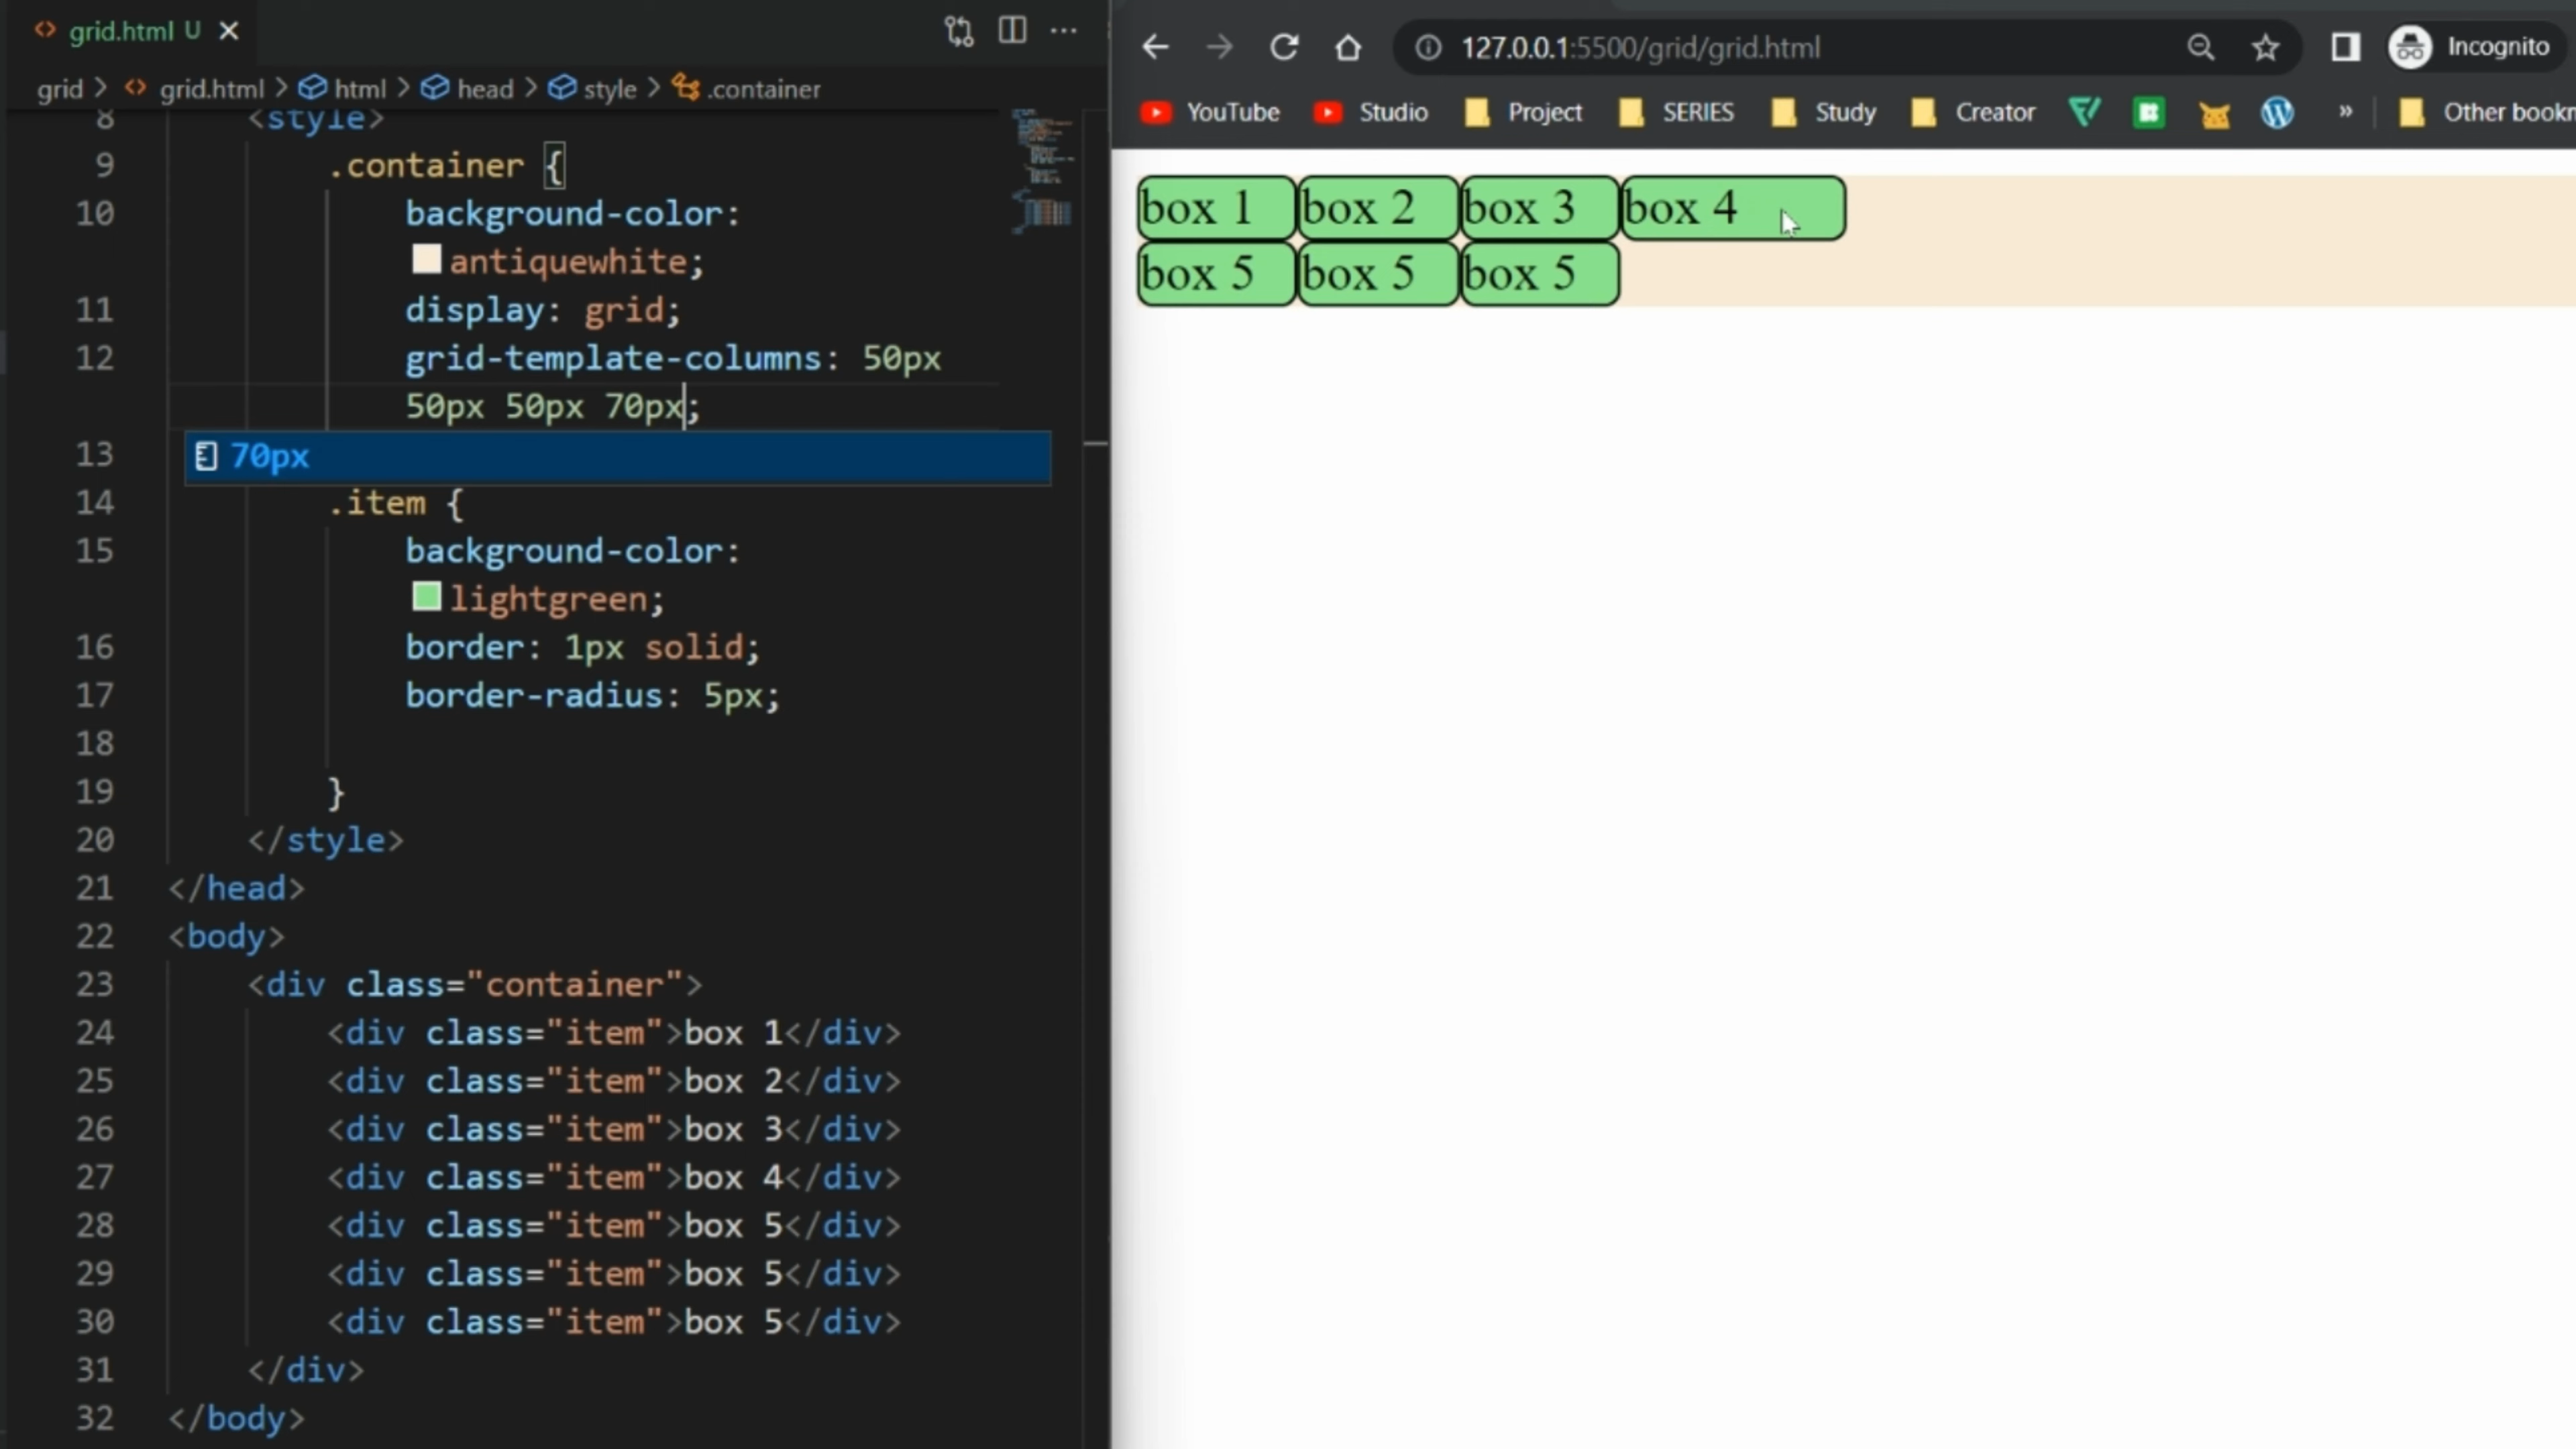 grid.html U
grid > grid.html > html > head > style > .container
8 <style>
9 .container {
10 background-color:
antiquewhite;
11 display: grid;
12 grid-template-columns: 50px
50px 50px 70px;
13 70px
14 .item {
15 background-color:
lightgreen;
16 border: 1px solid;
17 border-radius: 5px;
18
19 }
20 </style>
21 </head>
22 <body>
23 <div class="container">
24 <div class="item">box 1</div>
25 <div class="item">box 2</div>
26 <div class="item">box 3</div>
27 <div class="item">box 4</div>
28 <div class="item">box 5</div>
29 <div class="item">box 5</div>
30 <div class="item">box 5</div>
31 </div>
32 </body>
127.0.0.1:5500/grid/grid.html Incognito
YouTube Studio Project SERIES Study Creator » Other bookn
box 1 box 2 box 3 box 4
box 5 box 5 box 5